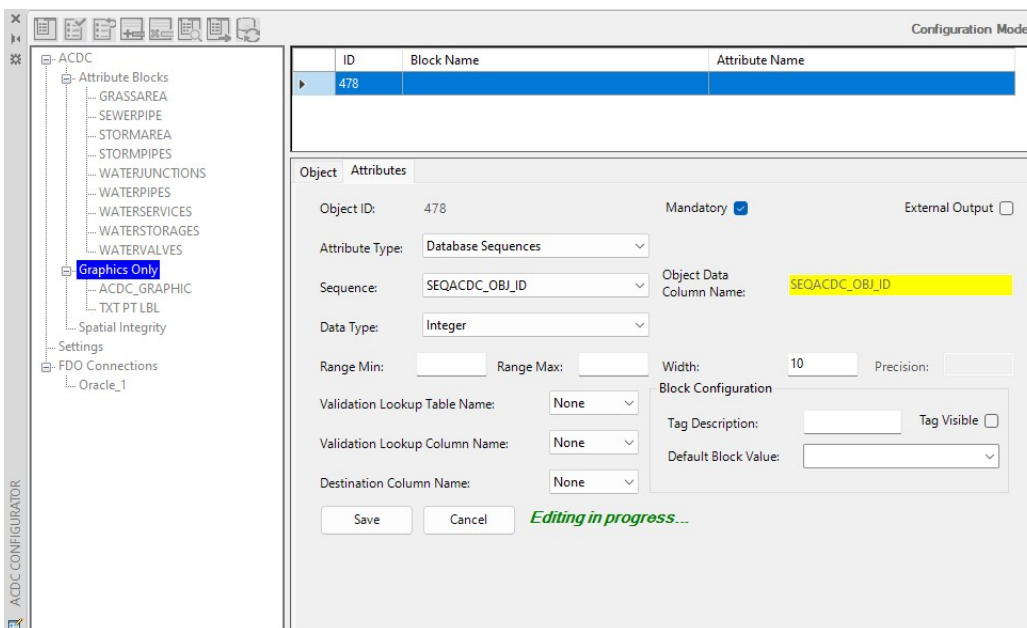 Configuration Mode
ACDC
Attribute Blocks
GRASSAREA
SEWERPIPE
STORMAREA
STORMPIPES
WATERJUNCTIONS
WATERPIPES
WATERSERVICES
WATERSTORAGES
WATERVALVES
Graphics Only
ACDC_GRAPHIC
TXT PT LBL
Spatial Integrity
Settings
FDO Connections
Oracle_1
ACDC CONFIGURATOR
ID Block Name Attribute Name
478
Object Attributes
Object ID: 478 Mandatory External Output
Attribute Type: Database Sequences
Sequence: SEQACDC_OBJ_ID Object Data Column Name: SEQACDC_OBJ_ID
Data Type: Integer
Range Min: Range Max: Width: 10 Precision:
Block Configuration
Validation Lookup Table Name: None
Tag Description: Tag Visible
Validation Lookup Column Name: None
Default Block Value:
Destination Column Name: None
Save Cancel Editing in progress...